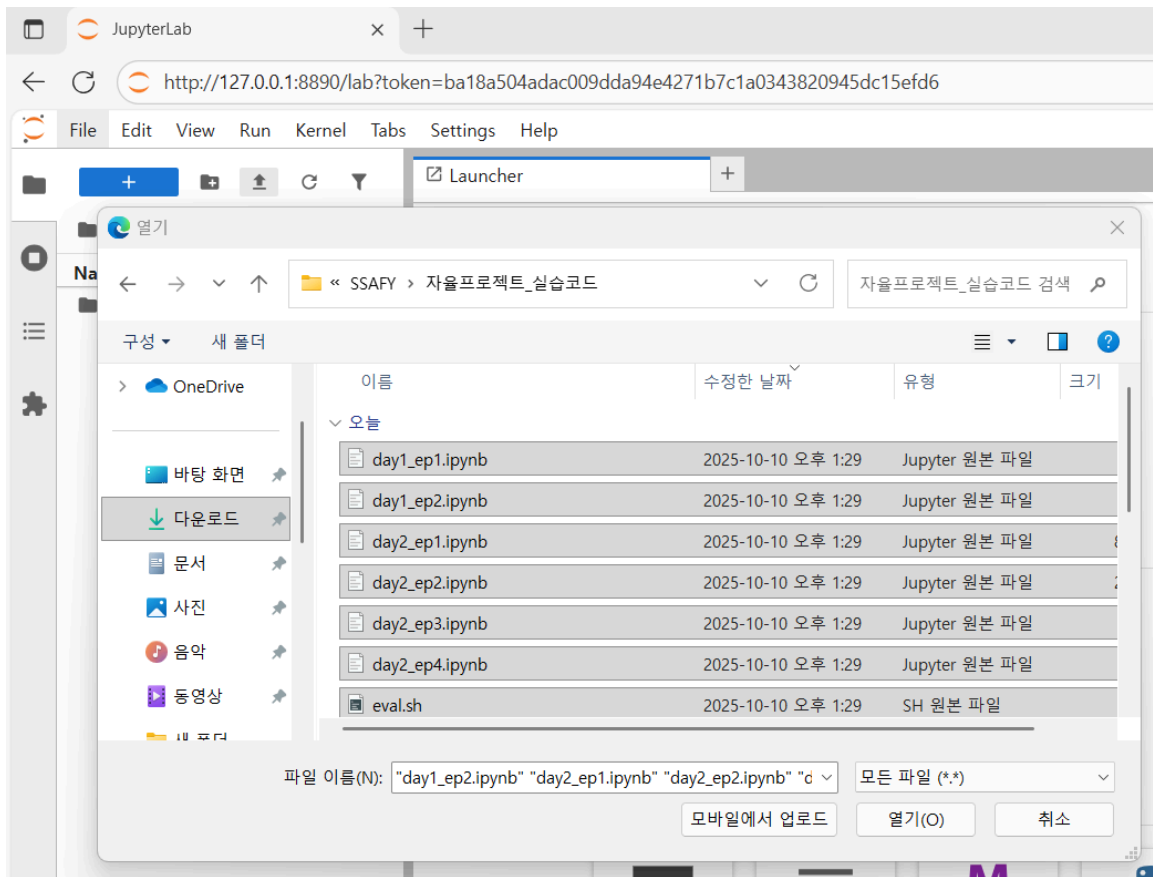 JupyterLab
http://127.0.0.1:8890/lab?token=ba18a504adac009dda94e4271b7c1a0343820945dc15efd6
File Edit View Run Kernel Tabs Settings Help
Launcher
열기
Na
« SSAFY > 자율프로젝트_실습코드
자율프로젝트_실습코드 검색
구성 새 폴더
OneDrive
바탕 화면
다운로드
문서
사진
음악
동영상
새 폴더
이름 수정한 날짜 유형 크기
오늘
day1_ep1.ipynb 2025-10-10 오후 1:29 Jupyter 원본 파일
day1_ep2.ipynb 2025-10-10 오후 1:29 Jupyter 원본 파일
day2_ep1.ipynb 2025-10-10 오후 1:29 Jupyter 원본 파일
day2_ep2.ipynb 2025-10-10 오후 1:29 Jupyter 원본 파일
day2_ep3.ipynb 2025-10-10 오후 1:29 Jupyter 원본 파일
day2_ep4.ipynb 2025-10-10 오후 1:29 Jupyter 원본 파일
eval.sh 2025-10-10 오후 1:29 SH 원본 파일
파일 이름(N): "day1_ep2.ipynb" "day2_ep1.ipynb" "day2_ep2.ipynb" "d
모든 파일 (*.*)
모바일에서 업로드 열기(O) 취소